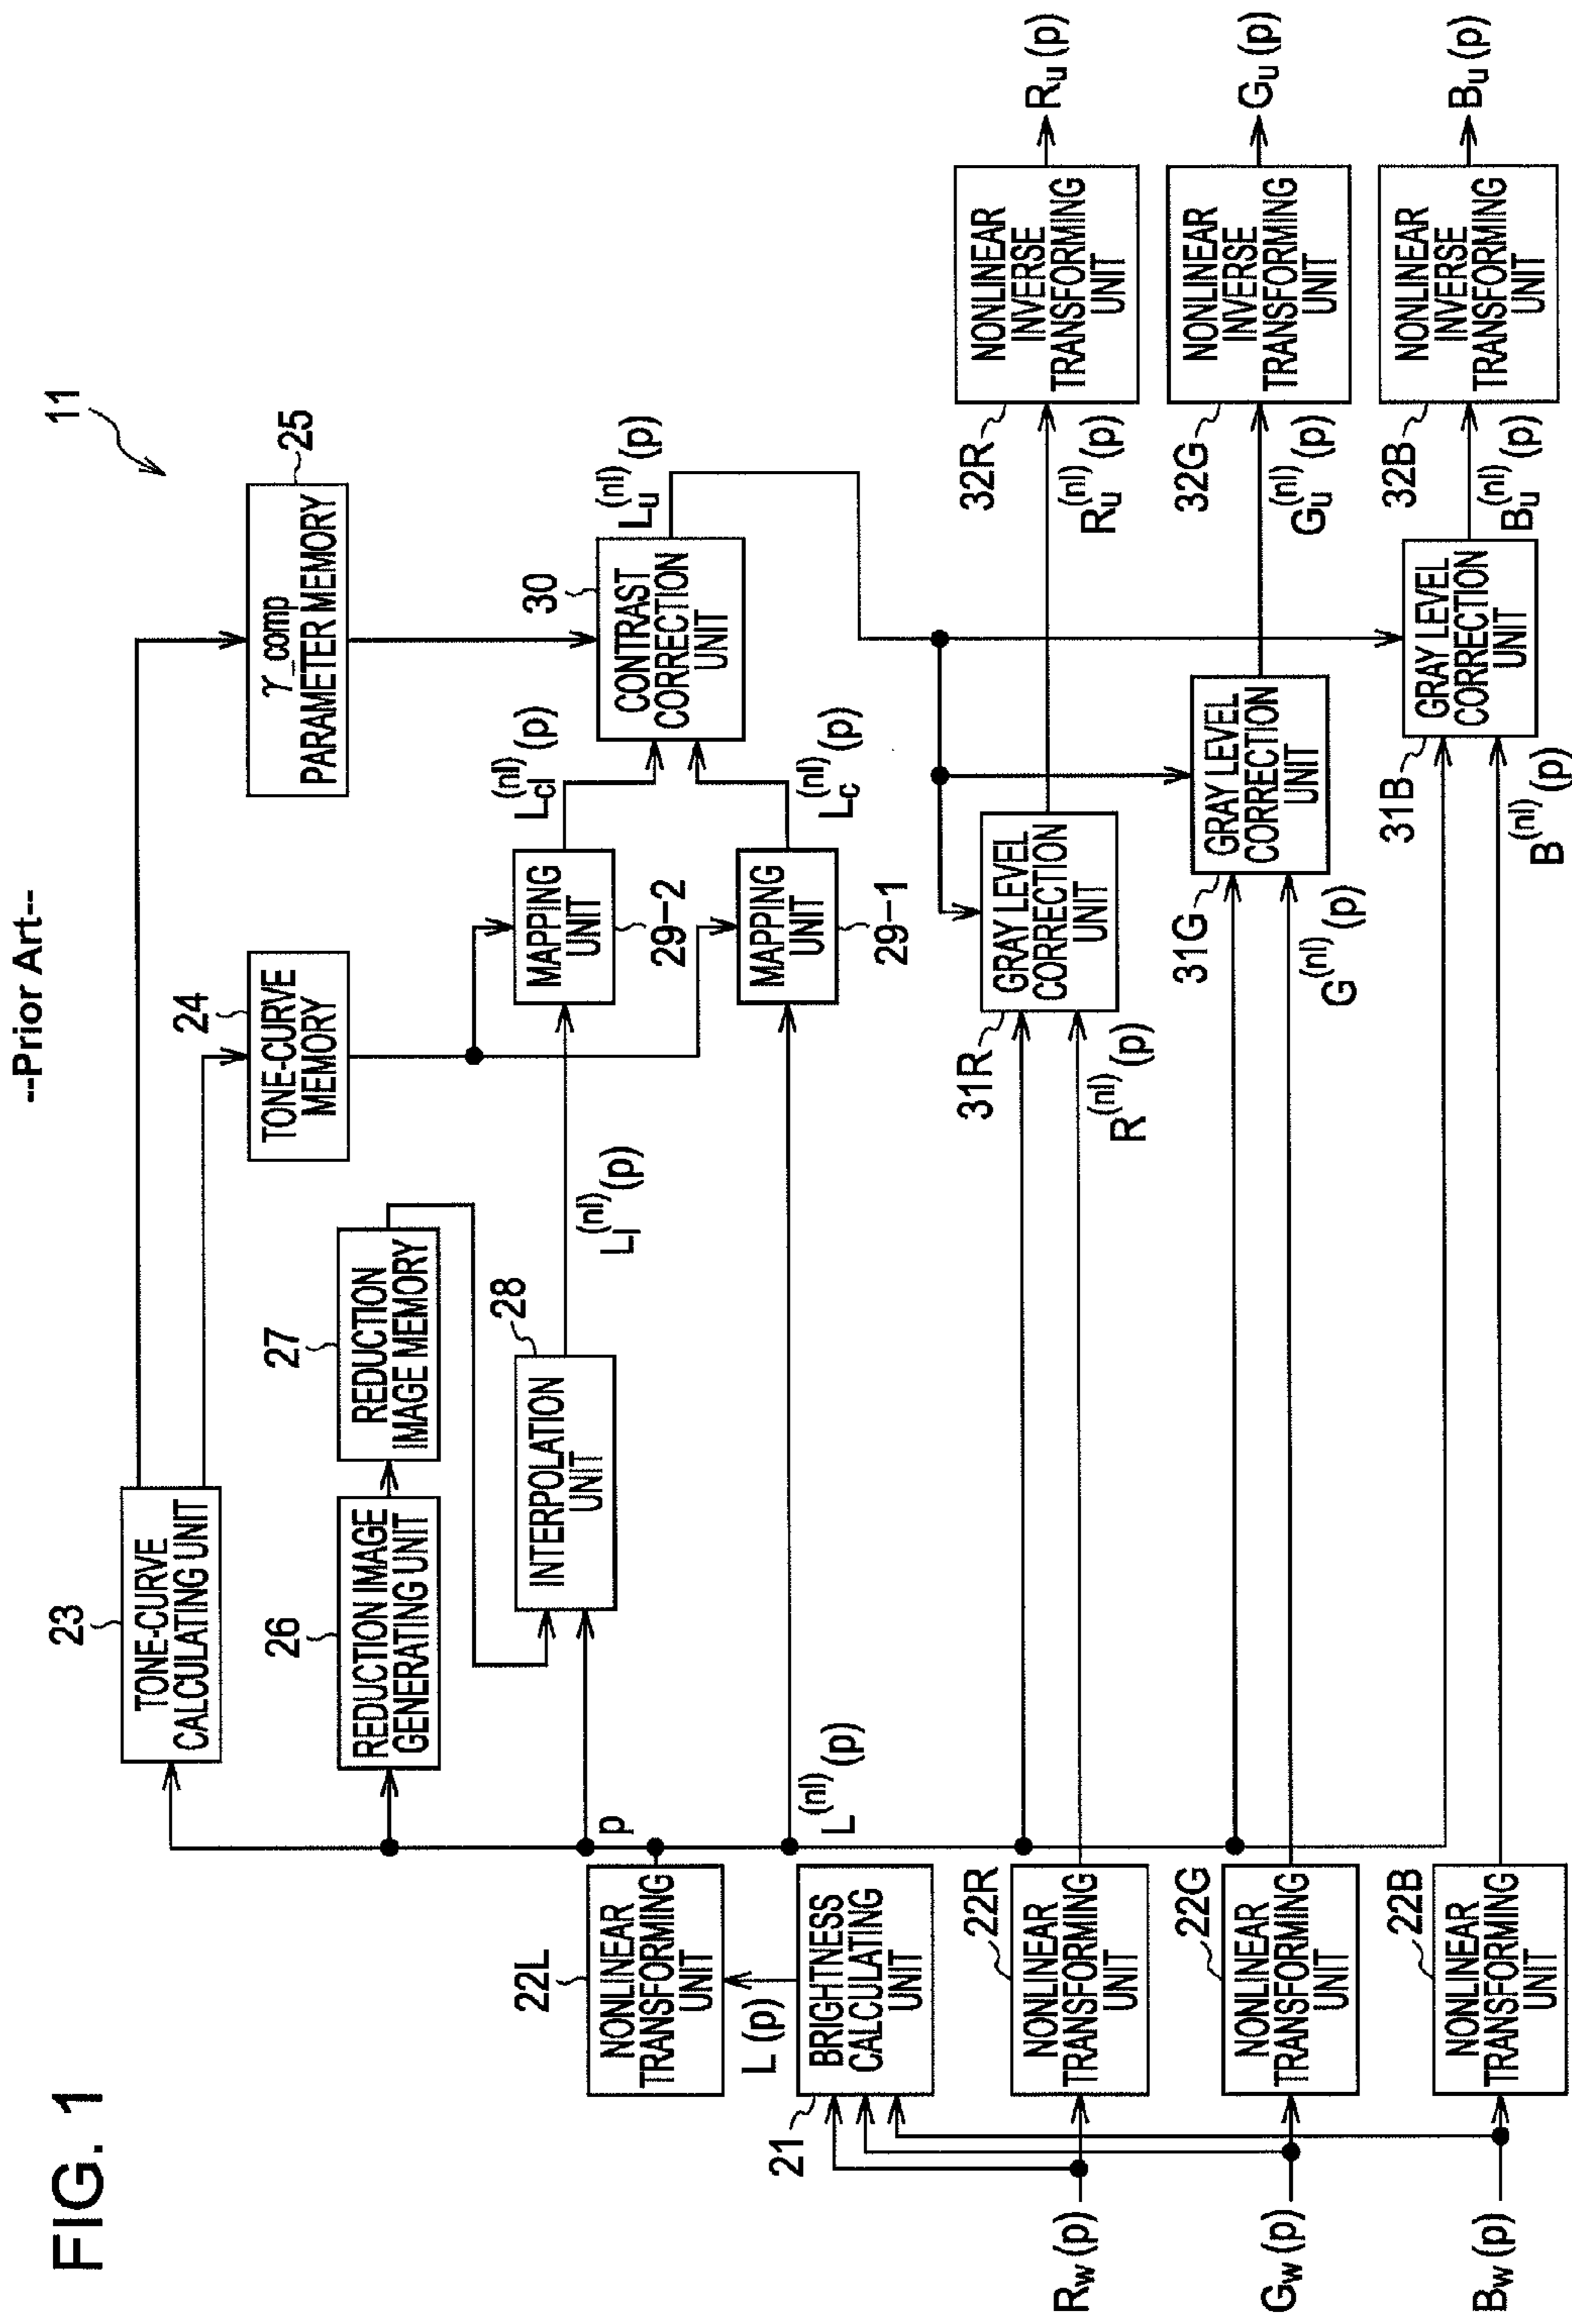 --Prior Art--
FIG. 1
11
23
TONE-CURVE
CALCULATING UNIT
24
TONE-CURVE
MEMORY
25
γ_comp
PARAMETER MEMORY
26
REDUCTION IMAGE
GENERATING UNIT
27
REDUCTION
IMAGE MEMORY
28
INTERPOLATION
UNIT
p
Ll(nl)(p)
MAPPING
UNIT
29-2
Lcl(nl)(p)
30
CONTRAST
CORRECTION
UNIT
Lu(nl)(p)
22L
NONLINEAR
TRANSFORMING
UNIT
L(nl)(p)
MAPPING
UNIT
29-1
Lc(nl)(p)
L(p)
21
BRIGHTNESS
CALCULATING
UNIT
Rw(p)
22R
NONLINEAR
TRANSFORMING
UNIT
R(nl)(p)
31R
GRAY LEVEL
CORRECTION
UNIT
Ru(nl)(p)
32R
NONLINEAR
INVERSE
TRANSFORMING
UNIT
Ru(p)
Gw(p)
22G
NONLINEAR
TRANSFORMING
UNIT
G(nl)(p)
31G
GRAY LEVEL
CORRECTION
UNIT
Gu(nl)(p)
32G
NONLINEAR
INVERSE
TRANSFORMING
UNIT
Gu(p)
Bw(p)
22B
NONLINEAR
TRANSFORMING
UNIT
B(nl)(p)
31B
GRAY LEVEL
CORRECTION
UNIT
Bu(nl)(p)
32B
NONLINEAR
INVERSE
TRANSFORMING
UNIT
Bu(p)